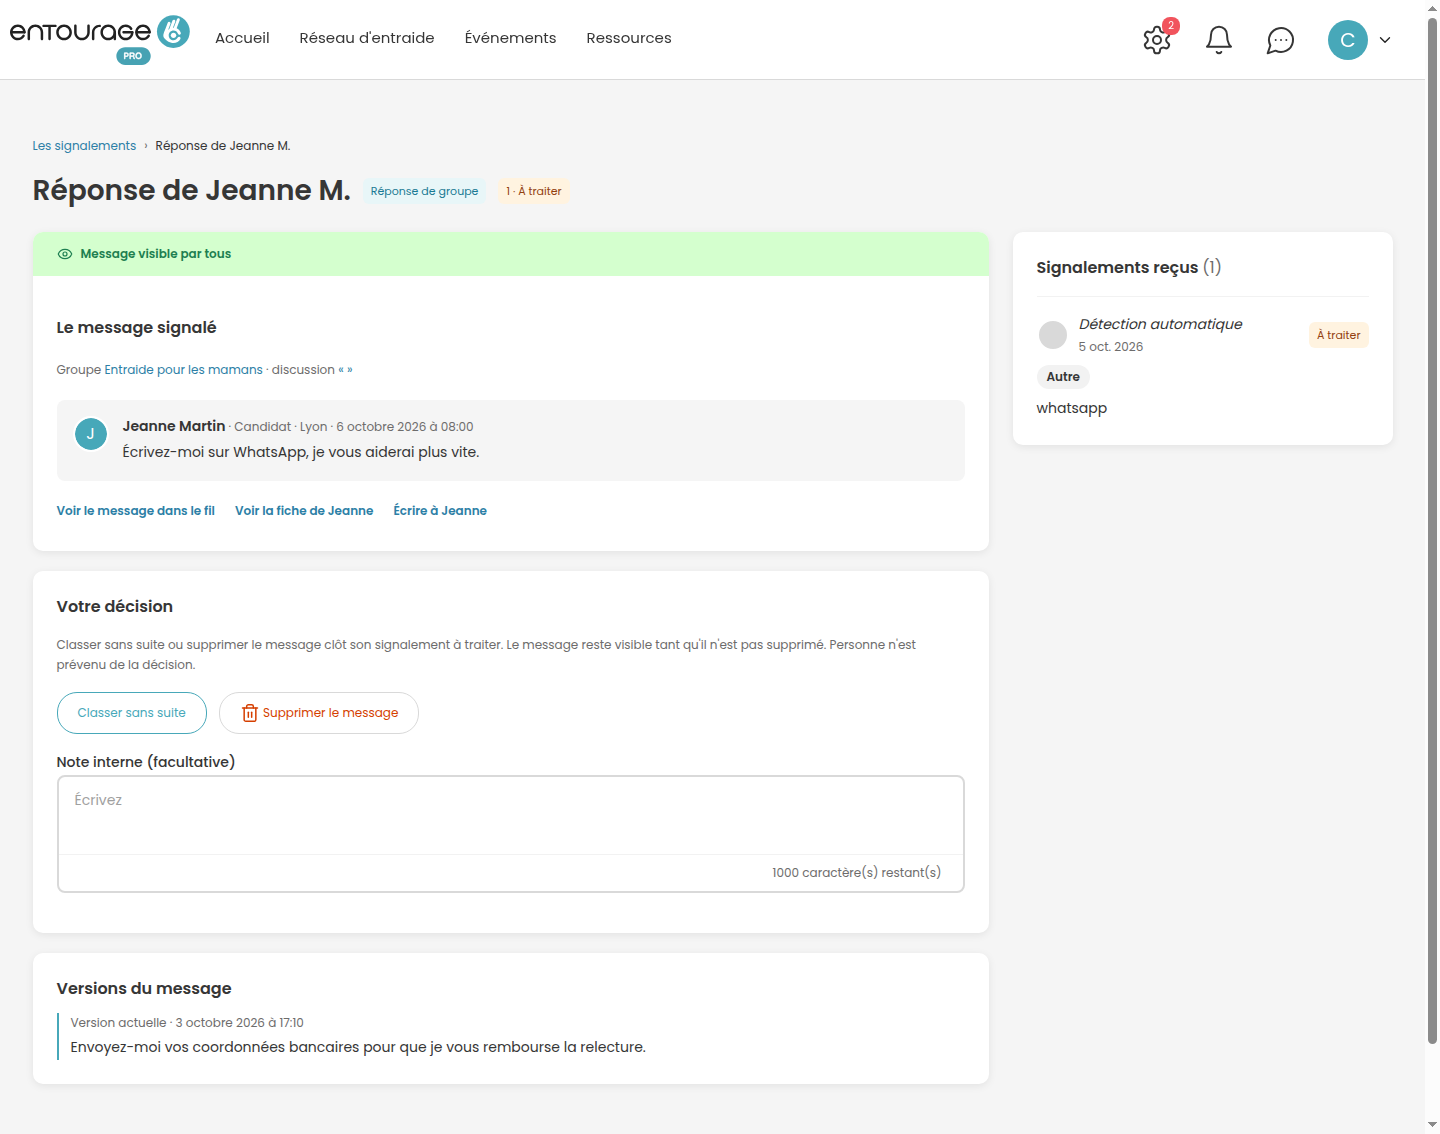 entourage
PRO
Accueil
Réseau d'entraide
Événements
Ressources
2
C
Les signalements › Réponse de Jeanne M.
Réponse de Jeanne M.
Réponse de groupe
1 · À traiter
Message visible par tous
Le message signalé
Groupe Entraide pour les mamans · discussion « »
J
Jeanne Martin · Candidat · Lyon · 6 octobre 2026 à 08:00
Écrivez-moi sur WhatsApp, je vous aiderai plus vite.
Voir le message dans le fil
Voir la fiche de Jeanne
Écrire à Jeanne
Votre décision
Classer sans suite ou supprimer le message clôt son signalement à traiter. Le message reste visible tant qu'il n'est pas supprimé. Personne n'est
prévenu de la décision.
Classer sans suite
Supprimer le message
Note interne (facultative)
Écrivez
1000 caractère(s) restant(s)
Versions du message
Version actuelle · 3 octobre 2026 à 17:10
Envoyez-moi vos coordonnées bancaires pour que je vous rembourse la relecture.
Signalements reçus (1)
Détection automatique
5 oct. 2026
À traiter
Autre
whatsapp